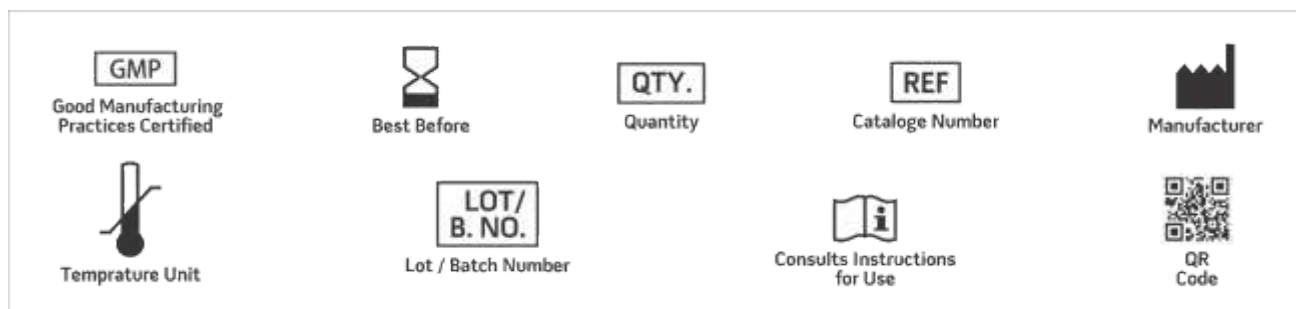 GMP
Good Manufacturing
Practices Certified
Best Before
QTY.
Quantity
REF
Cataloge Number
Manufacturer
Temprature Unit
LOT/
B. NO.
Lot / Batch Number
i
Consults Instructions
for Use
QR
Code